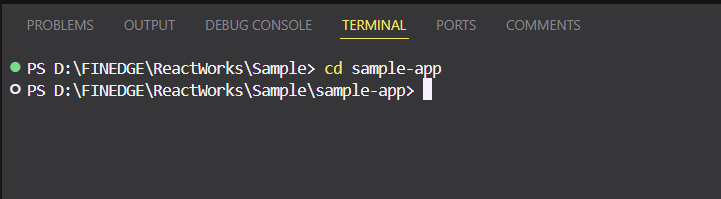 PROBLEMS OUTPUT DEBUG CONSOLE TERMINAL PORTS COMMENTS
PS D:\FINEDGE\ReactWorks\Sample> cd sample-app
PS D:\FINEDGE\ReactWorks\Sample\sample-app>